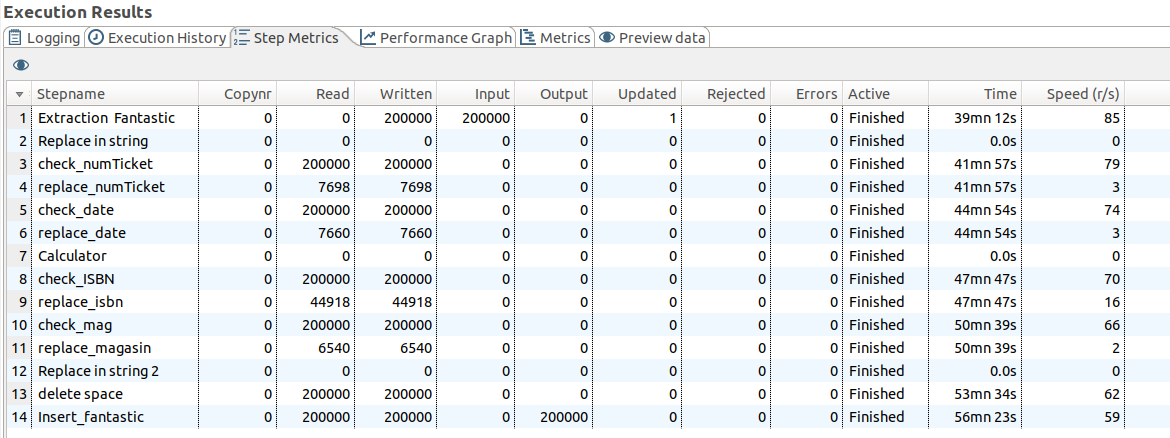 Execution Results
Logging Execution History Step Metrics Performance Graph Metrics Preview data
Stepname Copynr Read Written Input Output Updated Rejected Errors Active Time Speed (r/s)
1 Extraction Fantastic 0 0 200000 200000 0 1 0 0 Finished 39mn 12s 85
2 Replace in string 0 0 0 0 0 0 0 0 Finished 0.0s 0
3 check_numTicket 0 200000 200000 0 0 0 0 0 Finished 41mn 57s 79
4 replace_numTicket 0 7698 7698 0 0 0 0 0 Finished 41mn 57s 3
5 check_date 0 200000 200000 0 0 0 0 0 Finished 44mn 54s 74
6 replace_date 0 7660 7660 0 0 0 0 0 Finished 44mn 54s 3
7 Calculator 0 0 0 0 0 0 0 0 Finished 0.0s 0
8 check_ISBN 0 200000 200000 0 0 0 0 0 Finished 47mn 47s 70
9 replace_isbn 0 44918 44918 0 0 0 0 0 Finished 47mn 47s 16
10 check_mag 0 200000 200000 0 0 0 0 0 Finished 50mn 39s 66
11 replace_magasin 0 6540 6540 0 0 0 0 0 Finished 50mn 39s 2
12 Replace in string 2 0 0 0 0 0 0 0 0 Finished 0.0s 0
13 delete space 0 200000 200000 0 0 0 0 0 Finished 53mn 34s 62
14 Insert_fantastic 0 200000 200000 0 200000 0 0 0 Finished 56mn 23s 59